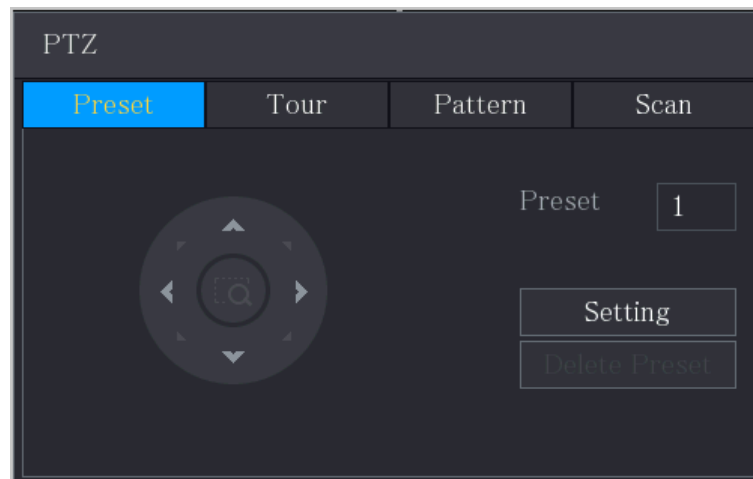 PTZ
Preset Tour Pattern Scan
Preset 1
Setting
Delete Preset